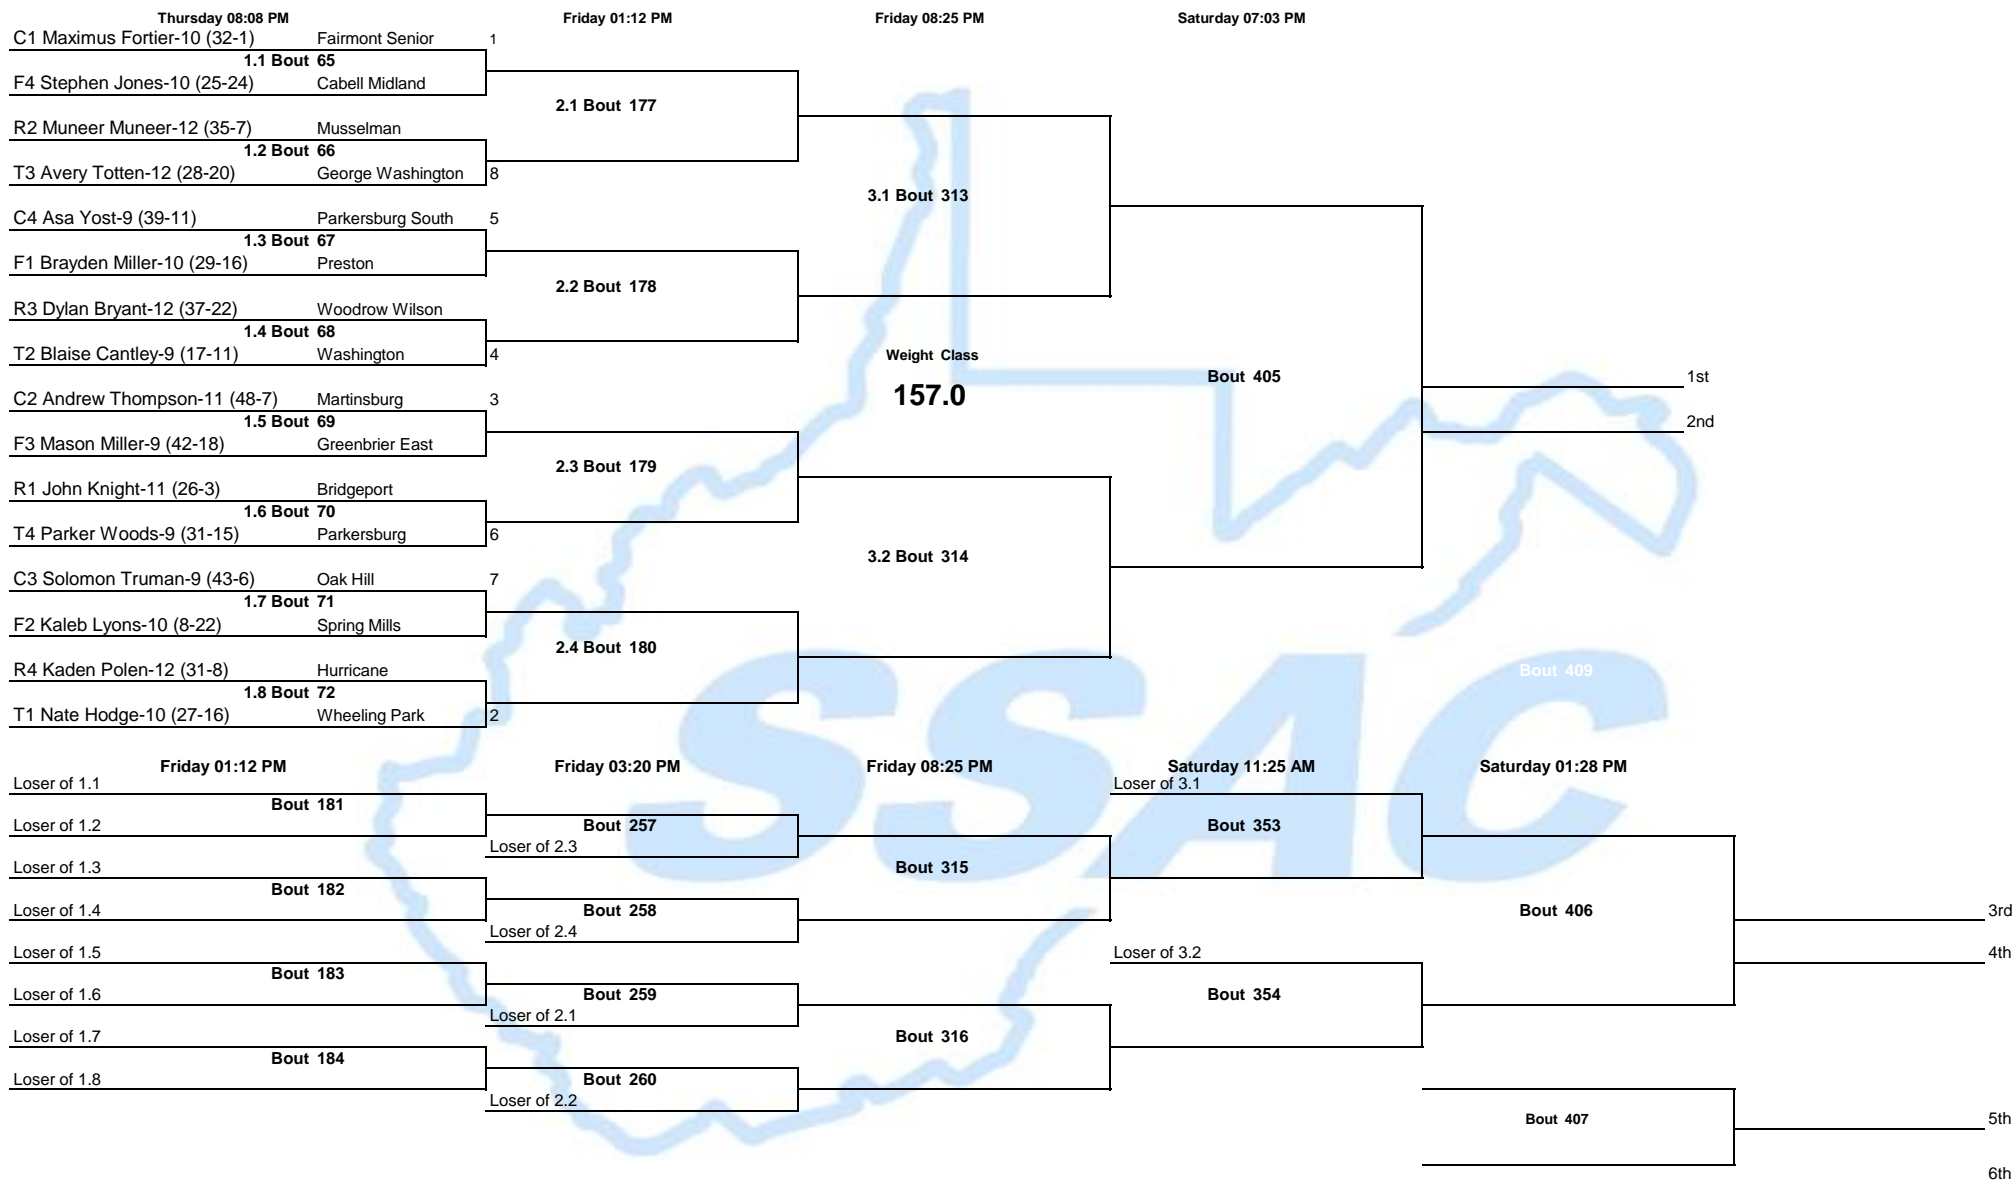 Thursday 08:08 PM Friday 01:12 PM Friday 08:25 PM Saturday 07:03 PM
C1 Maximus Fortier-10 (32-1) Fairmont Senior 1
1.1 Bout 65
F4 Stephen Jones-10 (25-24) Cabell Midland
2.1 Bout 177
R2 Muneer Muneer-12 (35-7) Musselman
1.2 Bout 66
T3 Avery Totten-12 (28-20) George Washington 8
3.1 Bout 313
C4 Asa Yost-9 (39-11) Parkersburg South 5
1.3 Bout 67
F1 Brayden Miller-10 (29-16) Preston
2.2 Bout 178
R3 Dylan Bryant-12 (37-22) Woodrow Wilson
1.4 Bout 68
T2 Blaise Cantley-9 (17-11) Washington 4
Weight Class
157.0
Bout 405
1st
2nd
C2 Andrew Thompson-11 (48-7) Martinsburg 3
1.5 Bout 69
F3 Mason Miller-9 (42-18) Greenbrier East
2.3 Bout 179
R1 John Knight-11 (26-3) Bridgeport
1.6 Bout 70
T4 Parker Woods-9 (31-15) Parkersburg 6
3.2 Bout 314
C3 Solomon Truman-9 (43-6) Oak Hill 7
1.7 Bout 71
F2 Kaleb Lyons-10 (8-22) Spring Mills
2.4 Bout 180
R4 Kaden Polen-12 (31-8) Hurricane
Bout 409
1.8 Bout 72
T1 Nate Hodge-10 (27-16) Wheeling Park 2
SSAC
Friday 01:12 PM Friday 03:20 PM Friday 08:25 PM Saturday 11:25 AM Saturday 01:28 PM
Loser of 1.1 Loser of 3.1
Bout 181
Loser of 1.2 Bout 257 Bout 353
Loser of 2.3
Loser of 1.3 Bout 315
Bout 182
Loser of 1.4 Bout 258 Bout 406 3rd
Loser of 2.4
Loser of 1.5 Loser of 3.2 4th
Bout 183
Loser of 1.6 Bout 259 Bout 354
Loser of 2.1
Loser of 1.7 Bout 316
Bout 184
Loser of 1.8 Bout 260
Loser of 2.2
Bout 407 5th
6th